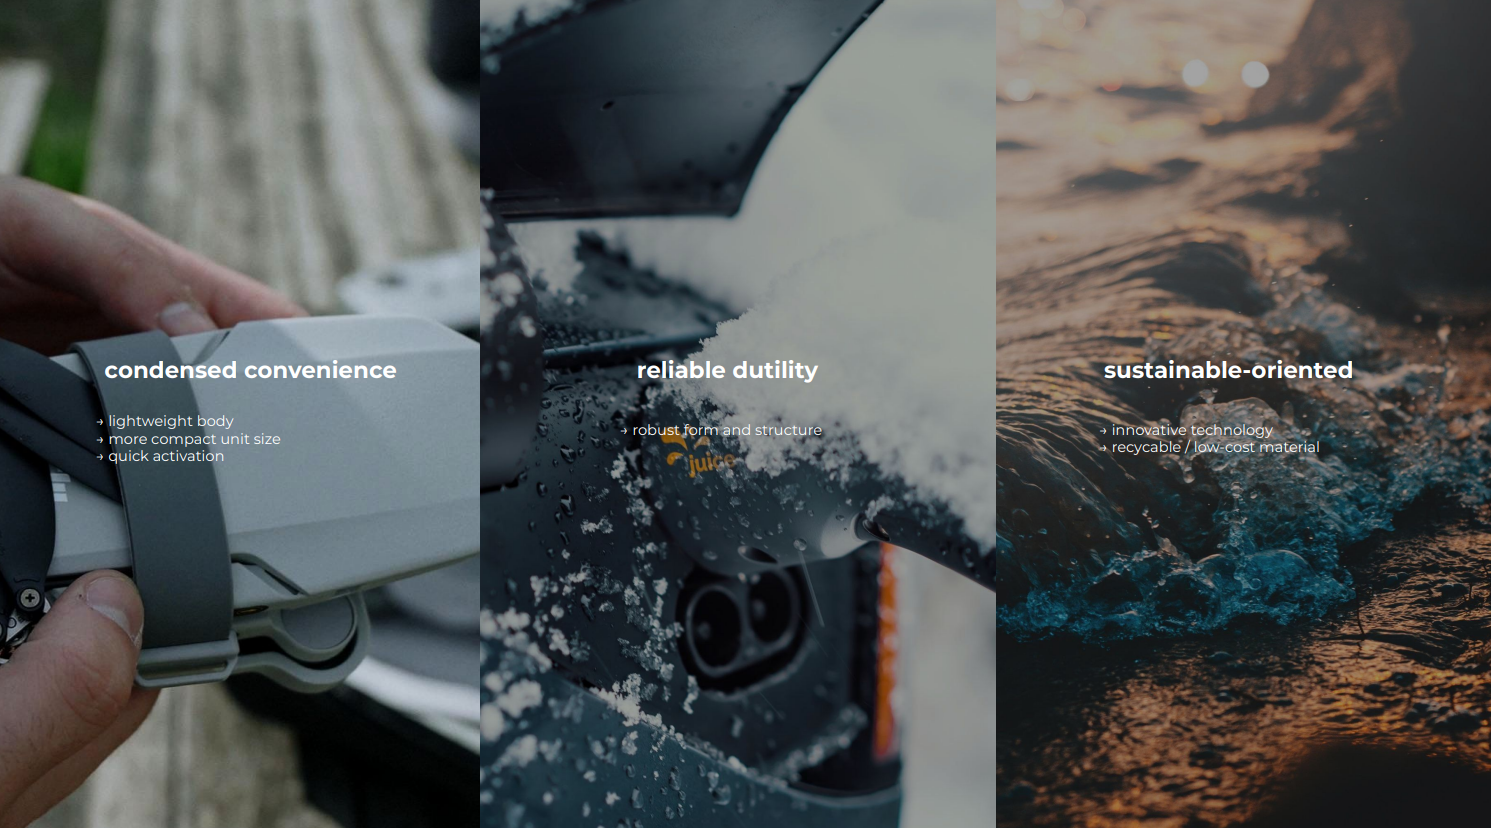 condensed convenience
→ lightweight body
→ more compact unit size
→ quick activation
reliable dutility
→ robust form and structure
juice
sustainable-oriented
→ innovative technology
→ recycable / low-cost material